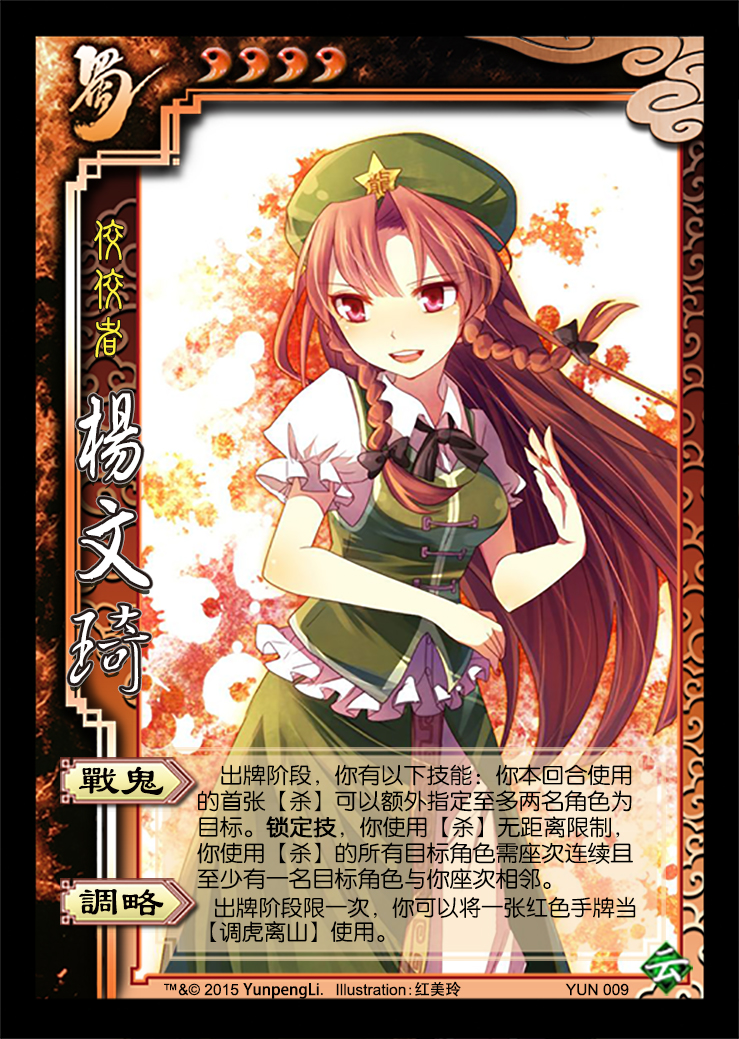 蜀
龍
佼佼者
楊文琦
戰鬼
出牌阶段，你有以下技能：你本回合使用
的首张【杀】可以额外指定至多两名角色为
目标。锁定技，你使用【杀】无距离限制，
你使用【杀】的所有目标角色需座次连续且
至少有一名目标角色与你座次相邻。
調略
出牌阶段限一次，你可以将一张红色手牌当
【调虎离山】使用。
™&© 2015 YunpengLi. Illustration：红美玲
YUN 009
云